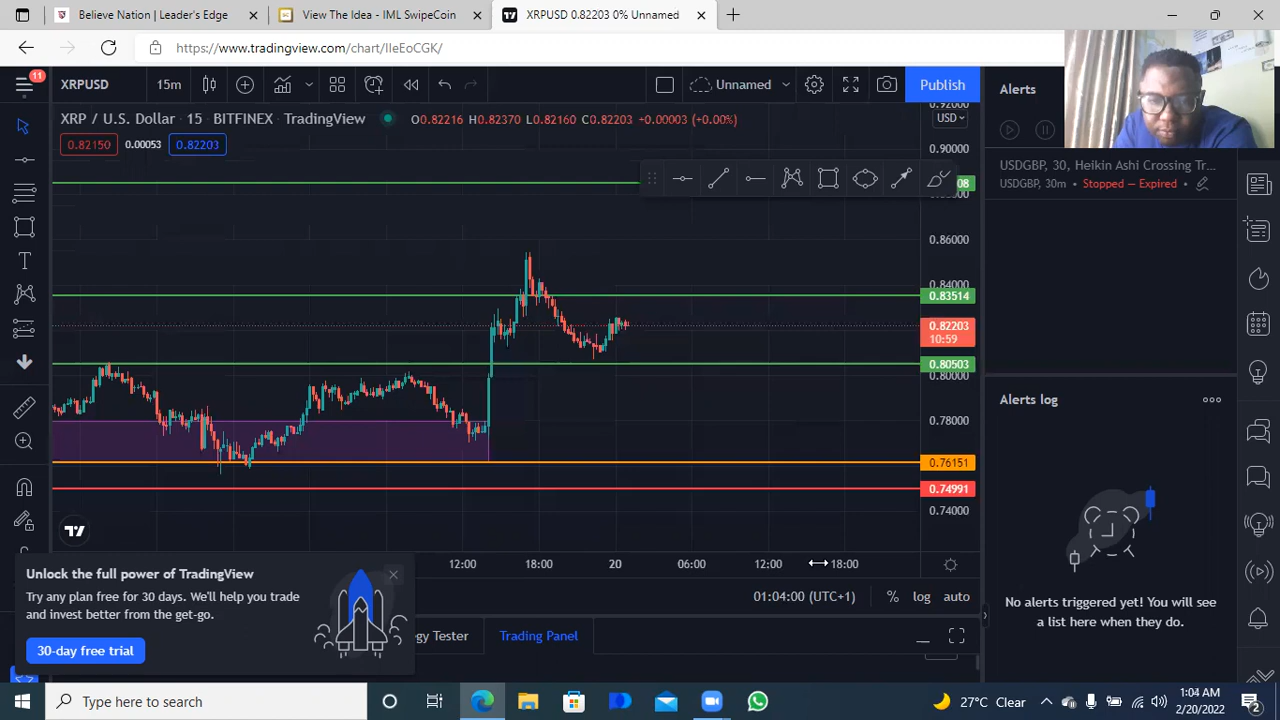 Believe Nation | Leader's Edge
View The Idea - IML SwipeCoin
XRPUSD 0.82203 0% Unnamed
https://www.tradingview.com/chart/IIeEoCGK/
11
XRPUSD
15m
Unnamed
Publish
Alerts
XRP / U.S. Dollar · 15 · BITFINEX · TradingView
O0.82216 H0.82370 L0.82160 C0.82203 +0.00003 (+0.00%)
USD
0.82150
0.00053
0.82203
0.92000
0.90000
08
0.86000
0.84000
0.83514
0.82203
10:59
0.80503
0.80000
0.78000
0.76151
0.74991
0.74000
USDGBP, 30, Heikin Ashi Crossing Tr...
USDGBP, 30m • Stopped — Expired
Alerts log
No alerts triggered yet! You will see
a list here when they do.
12:00
18:00
20
06:00
12:00
18:00
01:04:00 (UTC+1)
%
log
auto
Unlock the full power of TradingView
Try any plan free for 30 days. We'll help you trade
and invest better from the get-go.
30-day free trial
gy Tester
Trading Panel
Type here to search
27°C Clear
1:04 AM
2/20/2022
2